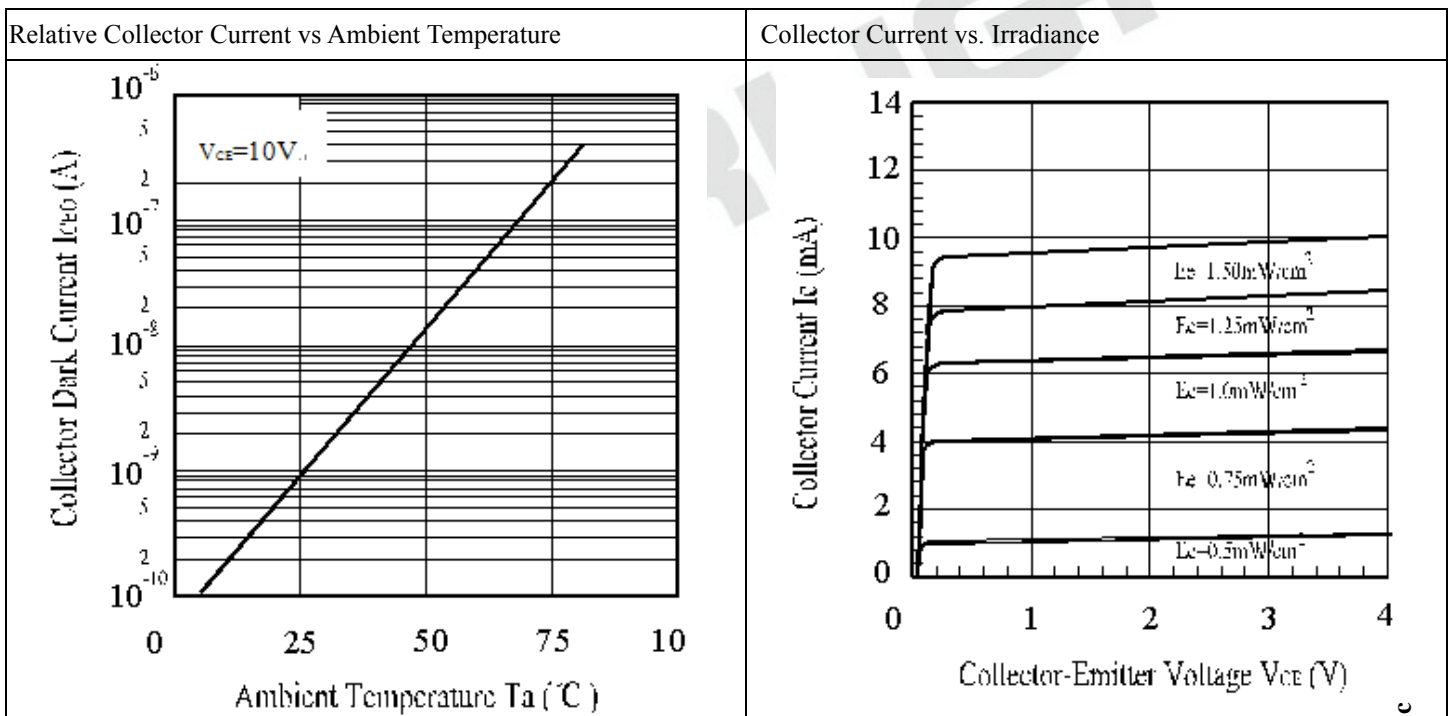 Relative Collector Current vs Ambient Temperature
Collector Current vs. Irradiance
10⁻⁶
5
2
10⁻⁷
5
2
10⁻⁸
5
2
10⁻⁹
5
2
10⁻¹⁰
VCE=10V
Collector Dark Current ICEO (A)
0 25 50 75 10
Ambient Temperature Ta (℃)
14
12
10
8
6
4
2
0
Collector Current Ic (mA)
Ee=1.50mW/cm²
Ee=1.25mW/cm²
Ee=1.0mW/cm²
Ee=0.75mW/cm²
Ee=0.5mW/cm²
0 1 2 3 4
Collector-Emitter Voltage VCE (V)
c